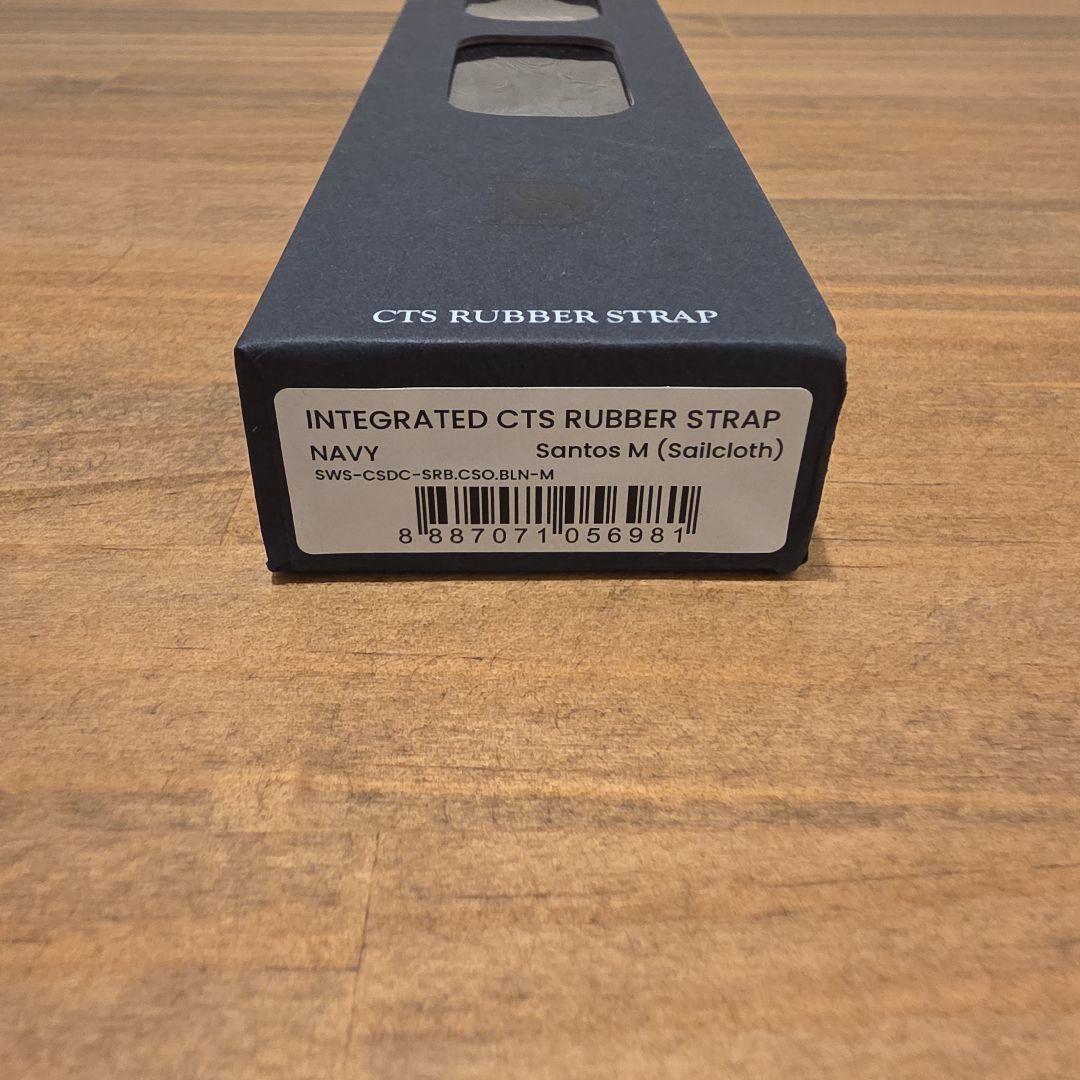 CTS RUBBER STRAP
INTEGRATED CTS RUBBER STRAP
NAVY Santos M (Sailcloth)
SWS-CSDC-SRB.CSO.BLN-M
8 887071 056981